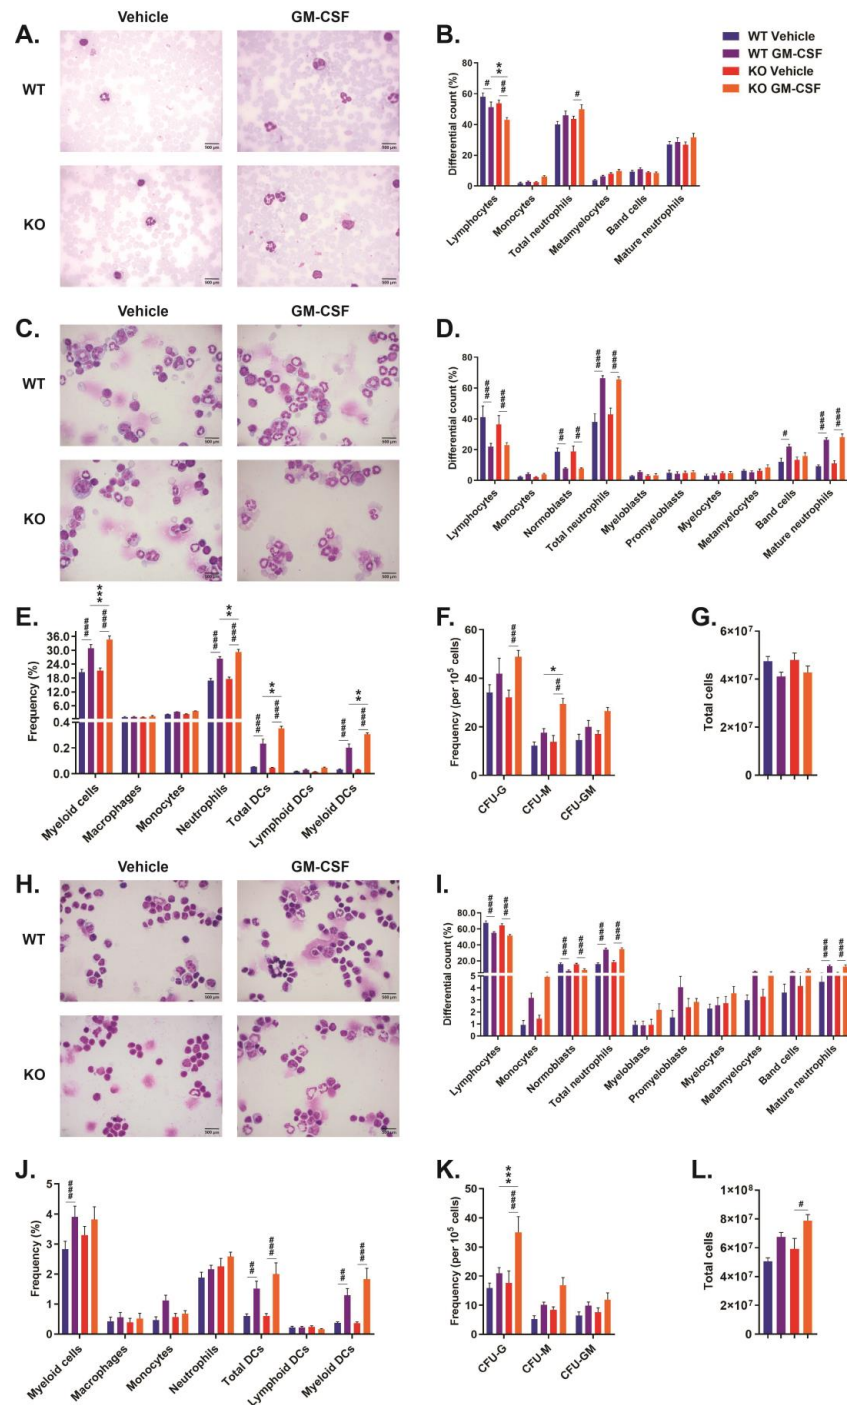 Vehicle GM-CSF
A.
WT
KO
B.
Differential count (%)
80
60
40
20
0
#
**
##
#
Lymphocytes
Monocytes
Total neutrophils
Metamyelocytes
Band cells
Mature neutrophils
WT Vehicle
WT GM-CSF
KO Vehicle
KO GM-CSF
Vehicle GM-CSF
C.
WT
KO
D.
Differential count (%)
80
60
40
20
0
###
###
##
##
###
###
#
###
###
Lymphocytes
Monocytes
Normoblasts
Total neutrophils
Myeloblasts
Promyeloblasts
Myelocytes
Metamyelocytes
Band cells
Mature neutrophils
E.
Frequency (%)
36.0
30.0
24.0
18.0
12.0
6.0
0.4
0.2
0.0
***
###
###
**
###
###
**
###
###
**
###
###
Myeloid cells
Macrophages
Monocytes
Neutrophils
Total DCs
Lymphoid DCs
Myeloid DCs
F.
Frequency (per 10⁵ cells)
60
40
20
0
###
*
##
CFU-G
CFU-M
CFU-GM
G.
Total cells
6×10⁷
4×10⁷
2×10⁷
0
Vehicle GM-CSF
H.
WT
KO
I.
Differential count (%)
80.0
60.0
40.0
20.0
5
4
3
2
1
0
###
###
###
###
###
###
###
###
Lymphocytes
Monocytes
Normoblasts
Total neutrophils
Myeloblasts
Promyeloblasts
Myelocytes
Metamyelocytes
Band cells
Mature neutrophils
J.
Frequency (%)
5
4
3
2
1
0
###
##
###
##
###
Myeloid cells
Macrophages
Monocytes
Neutrophils
Total DCs
Lymphoid DCs
Myeloid DCs
K.
Frequency (per 10⁵ cells)
60
40
20
0
***
###
CFU-G
CFU-M
CFU-GM
L.
Total cells
1×10⁸
8×10⁷
6×10⁷
4×10⁷
2×10⁷
0
#